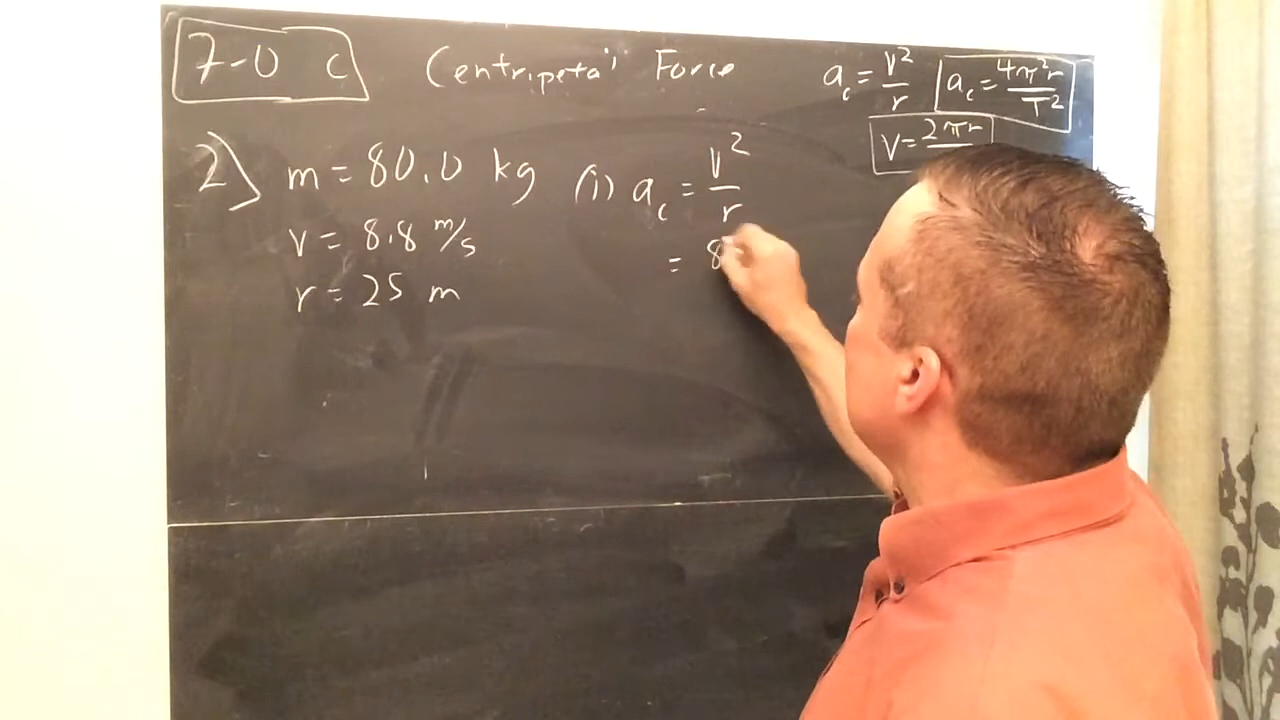 7-0 c Centripetal Force a_c = v²/r a_c = 4π²r/T²
v = 2πr
2) m = 80.0 kg (i) a_c = v²/r
v = 8.8 m/s = 8
r = 25 m